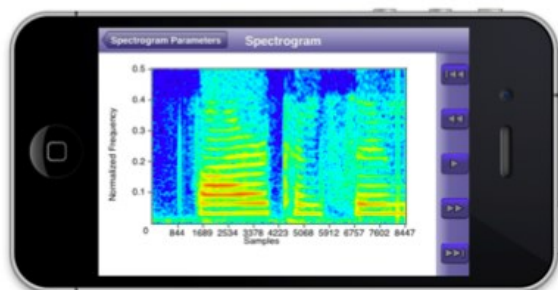 Spectrogram Parameters
Spectrogram
0.5
0.4
0.3
0.2
0.1
0
Normalized Frequency
844 1689 2534 3378 4223 5068 5912 6757 7602 8447
Samples